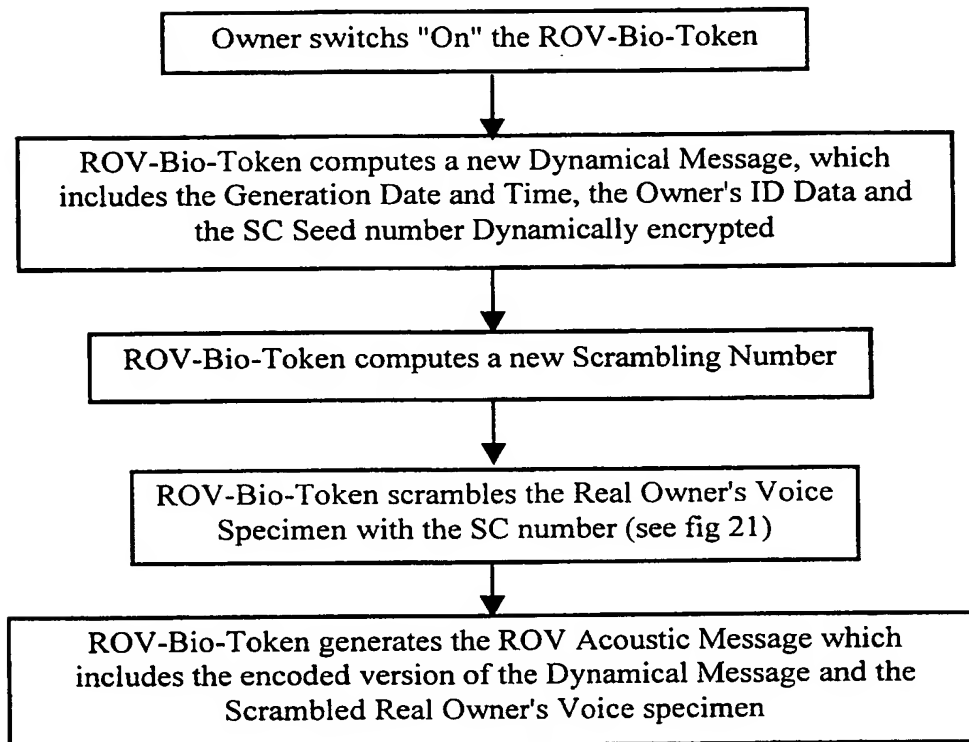 Owner switchs "On" the ROV-Bio-Token
ROV-Bio-Token computes a new Dynamical Message, which
includes the Generation Date and Time, the Owner's ID Data and
the SC Seed number Dynamically encrypted
ROV-Bio-Token computes a new Scrambling Number
ROV-Bio-Token scrambles the Real Owner's Voice
Specimen with the SC number (see fig 21)
ROV-Bio-Token generates the ROV Acoustic Message which
includes the encoded version of the Dynamical Message and the
Scrambled Real Owner's Voice specimen